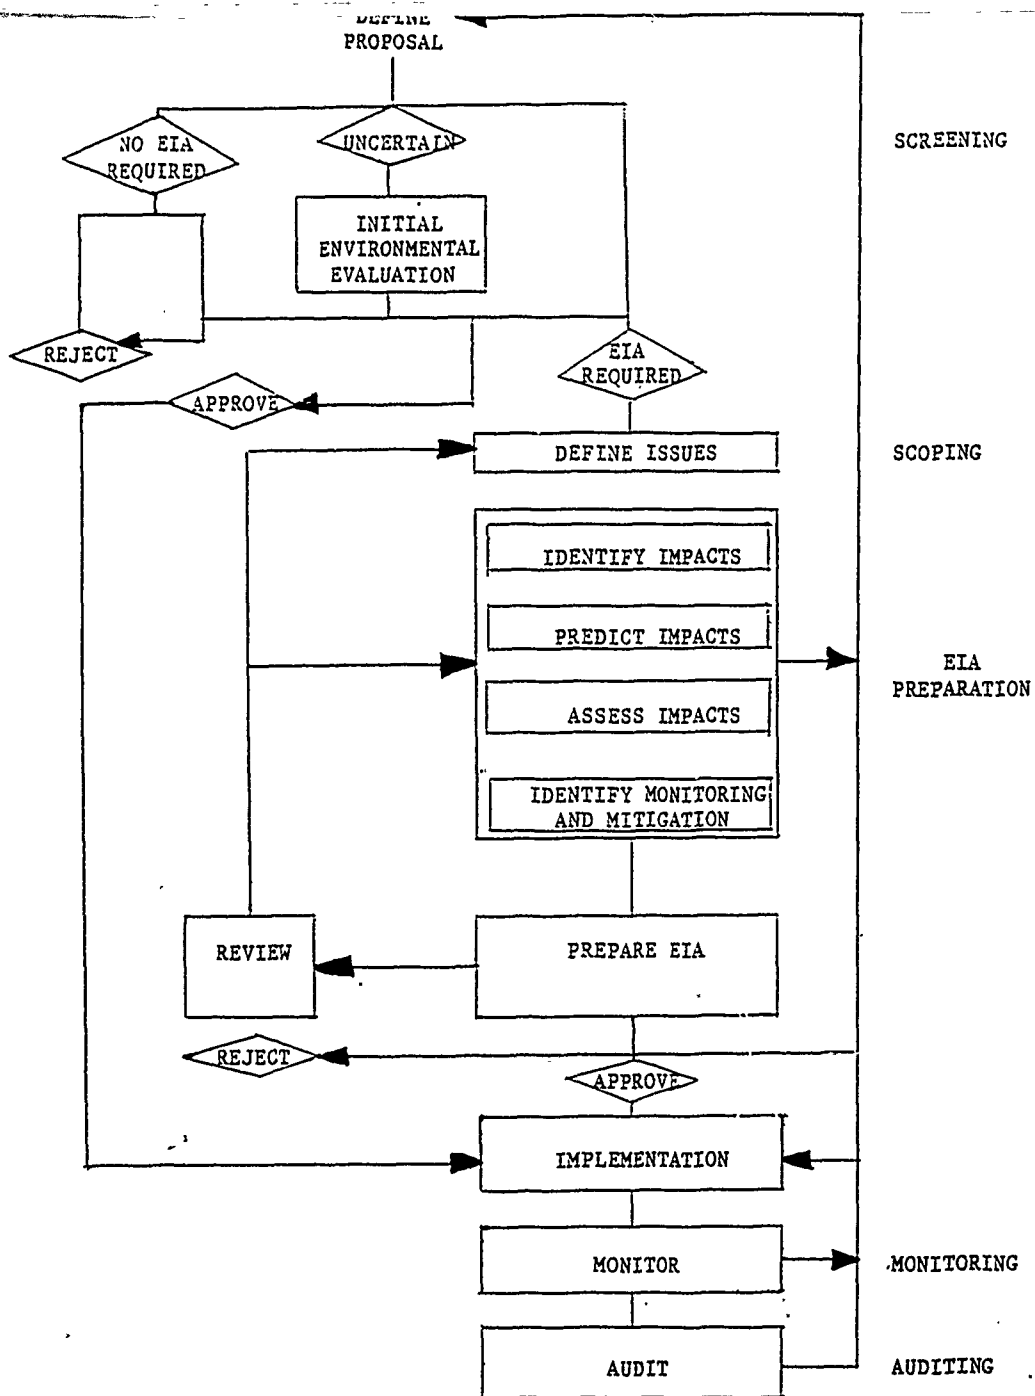 DEFINE
PROPOSAL
NO EIA
REQUIRED
UNCERTAIN
SCREENING
INITIAL
ENVIRONMENTAL
EVALUATION
REJECT
EIA
REQUIRED
APPROVE
DEFINE ISSUES
SCOPING
IDENTIFY IMPACTS
PREDICT IMPACTS
EIA
PREPARATION
ASSESS IMPACTS
IDENTIFY MONITORING
AND MITIGATION
REVIEW
PREPARE EIA
REJECT
APPROVE
IMPLEMENTATION
MONITOR
MONITORING
AUDIT
AUDITING